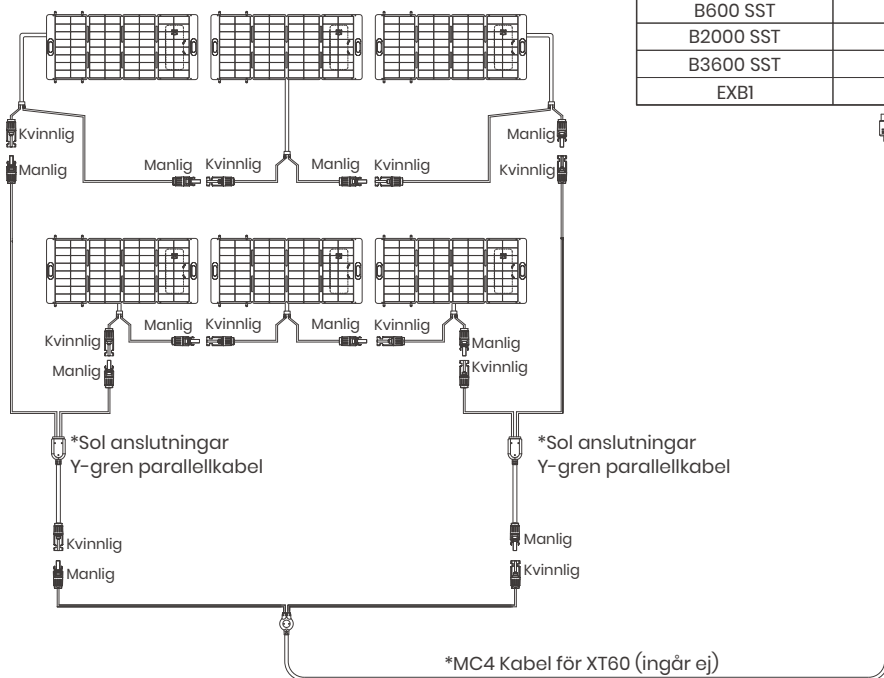 B600 SST
B2000 SST
B3600 SST
EXB1
Kvinnlig
Manlig
Manlig
Kvinnlig
Manlig
Kvinnlig
Manlig
Kvinnlig
Manlig
Kvinnlig
Manlig
Kvinnlig
Kvinnlig
Manlig
Manlig
Kvinnlig
*Sol anslutningar
Y-gren parallellkabel
*Sol anslutningar
Y-gren parallellkabel
Kvinnlig
Manlig
Manlig
Kvinnlig
*MC4 Kabel för XT60 (ingår ej)